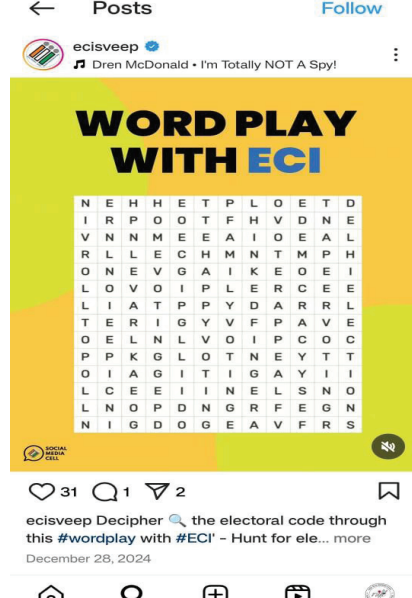 Posts
Follow
ecisveep
Dren McDonald • I'm Totally NOT A Spy!
WORD PLAY
WITH ECI
N E H H E T P L O E T D
I R P O O T F H V D N E
V N N M E E A I O E A L
R L L E C H M N T M P H
O N E V G A I K E O E I
L O V O I P L E R C E E
L I A T P P Y D A R R L
T E R I G Y V F P A V E
O E L N L V O I P C O C
P P K G L O T N E Y T T
O I A G I T I G A Y I I
L C E E I I N E L S N O
L N O P D N G R F E G N
N I G D O G E A V F R S
SOCIAL
MEDIA
CELL
31 1 2
ecisveep Decipher the electoral code through
this #wordplay with #ECI' - Hunt for ele... more
December 28, 2024